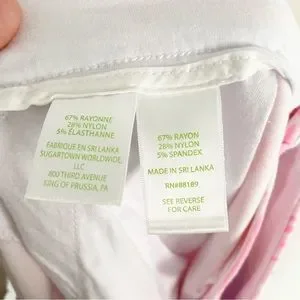 67% RAYONNE
28% NYLON
5% ÉLASTHANNE
FABRIQUE EN SRI LANKA
SUGARTOWN WORLDWIDE,
LLC
800 THIRD AVENUE
KING OF PRUSSIA, PA
67% RAYON
28% NYLON
5% SPANDEX
MADE IN SRI LANKA
RN#88189
SEE REVERSE
FOR CARE